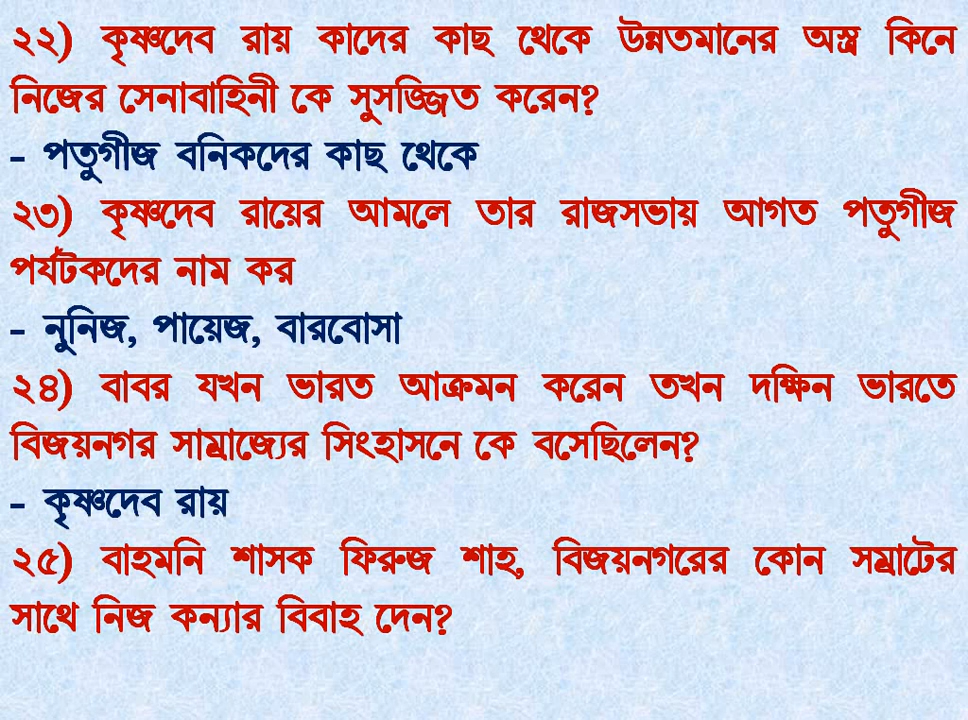 ২২) কৃষ্ণদেব রায় কাদের কাছ থেকে উন্নতমানের অস্ত্র কিনে
নিজের সেনাবাহিনী কে সুসজ্জিত করেন?
- পতুগীজ বনিকদের কাছ থেকে
২৩) কৃষ্ণদেব রায়ের আমলে তার রাজসভায় আগত পতুগীজ
পর্যটকদের নাম কর
- নুনিজ, পায়েজ, বারবোসা
২৪) বাবর যখন ভারত আক্রমন করেন তখন দক্ষিন ভারতে
বিজয়নগর সাম্রাজ্যের সিংহাসনে কে বসেছিলেন?
- কৃষ্ণদেব রায়
২৫) বাহমনি শাসক ফিরুজ শাহ, বিজয়নগরের কোন সম্রাটের
সাথে নিজ কন্যার বিবাহ দেন?